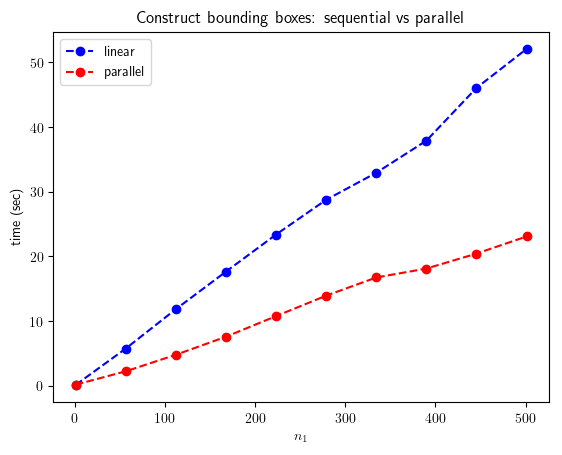 Construct bounding boxes: sequential vs parallel
linear
parallel
time (sec)
50
40
30
20
10
0
0 100 200 300 400 500
n₁